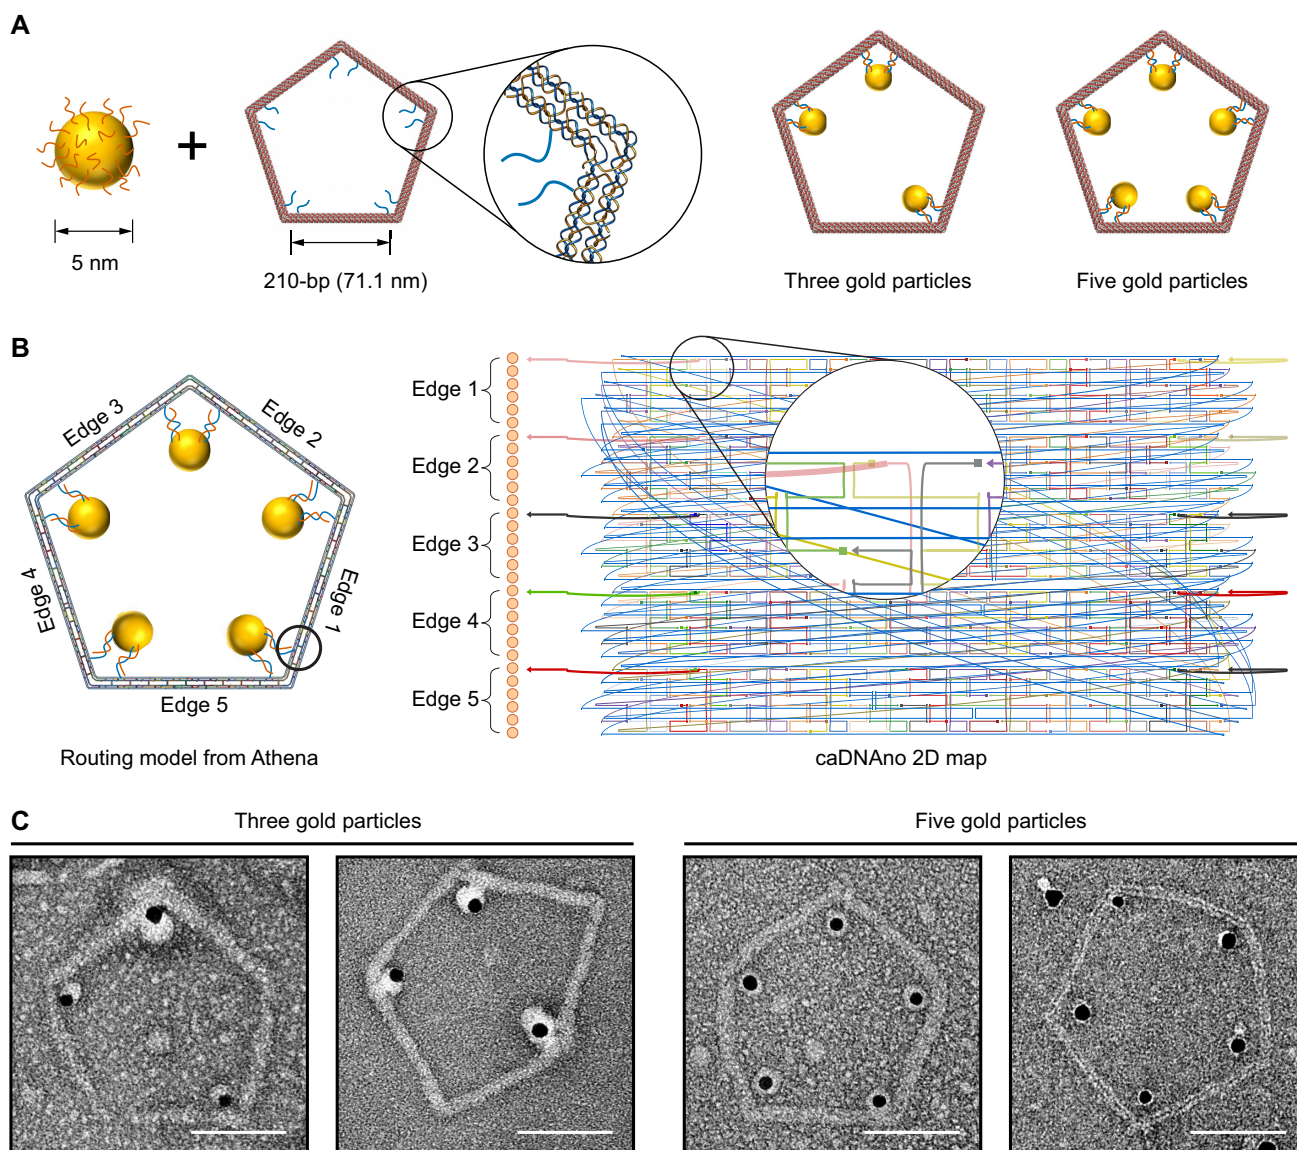 A
5 nm
210-bp (71.1 nm)
Three gold particles
Five gold particles
B
Edge 3
Edge 2
Edge 4
Edge 1
Edge 5
Routing model from Athena
Edge 1
Edge 2
Edge 3
Edge 4
Edge 5
caDNAno 2D map
C
Three gold particles
Five gold particles